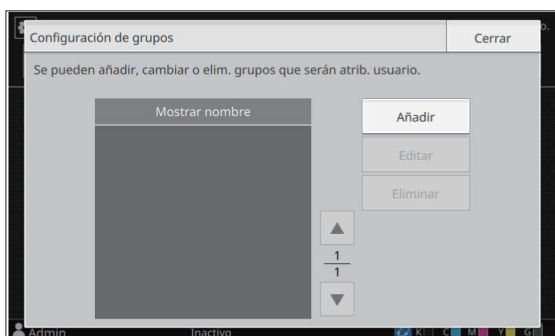 Configuración de grupos
Cerrar
o.
Se pueden añadir, cambiar o elim. grupos que serán atrib. usuario.
Mostrar nombre
Añadir
Editar
Eliminar
1
1
Admin
Inactivo
K C M Y G